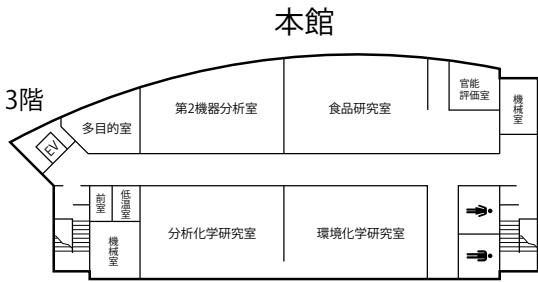 本館
3階
EV
多目的室
第2機器分析室
食品研究室
官能
評価室
機械室
前室
低温室
機械室
分析化学研究室
環境化学研究室